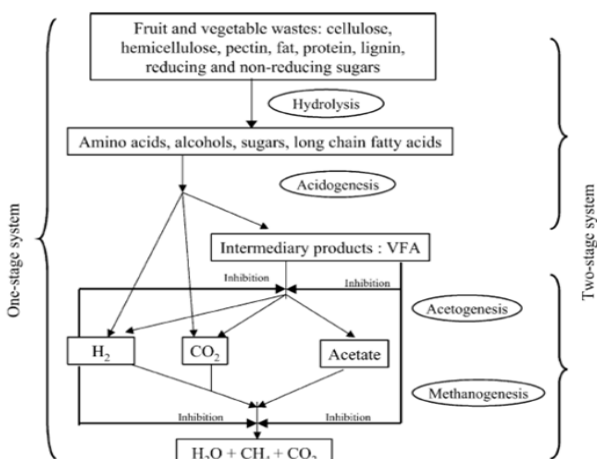 Fruit and vegetable wastes: cellulose,
hemicellulose, pectin, fat, protein, lignin,
reducing and non-reducing sugars
Hydrolysis
Amino acids, alcohols, sugars, long chain fatty acids
Acidogenesis
One-stage system
Two-stage system
Intermediary products : VFA
Inhibition
Inhibition
Acetogenesis
H₂
CO₂
Acetate
Methanogenesis
Inhibition
Inhibition
H₂O + CH₄ + CO₂